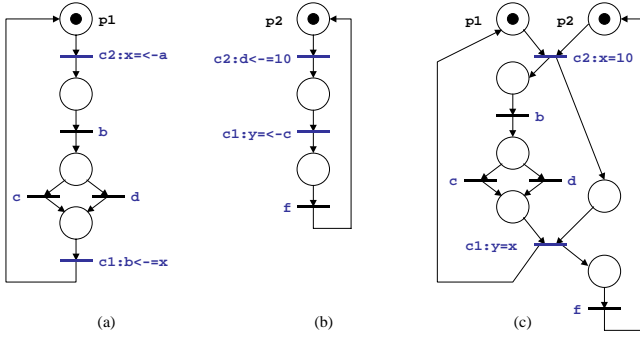 p1
c2:x=<-a
b
c
d
c1:b<-=x
(a)
p2
c2:d<-=10
c1:y=<-c
f
(b)
p1
p2
c2:x=10
b
c
d
c1:y=x
f
(c)